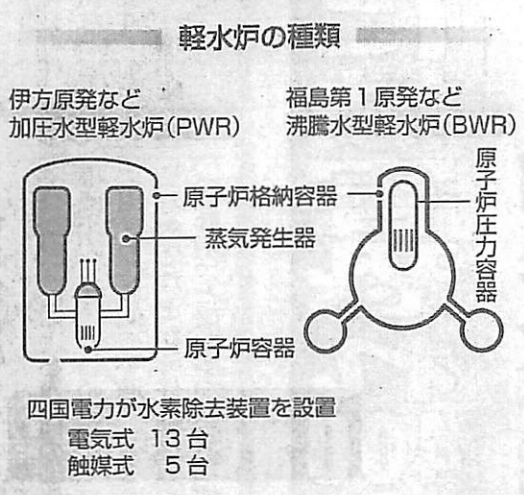 軽水炉の種類
伊方原発など
加圧水型軽水炉(PWR)
福島第1原発など
沸騰水型軽水炉(BWR)
原子炉格納容器
蒸気発生器
原子炉容器
原子炉圧力容器
四国電力が水素除去装置を設置
電気式 13台
触媒式 5台